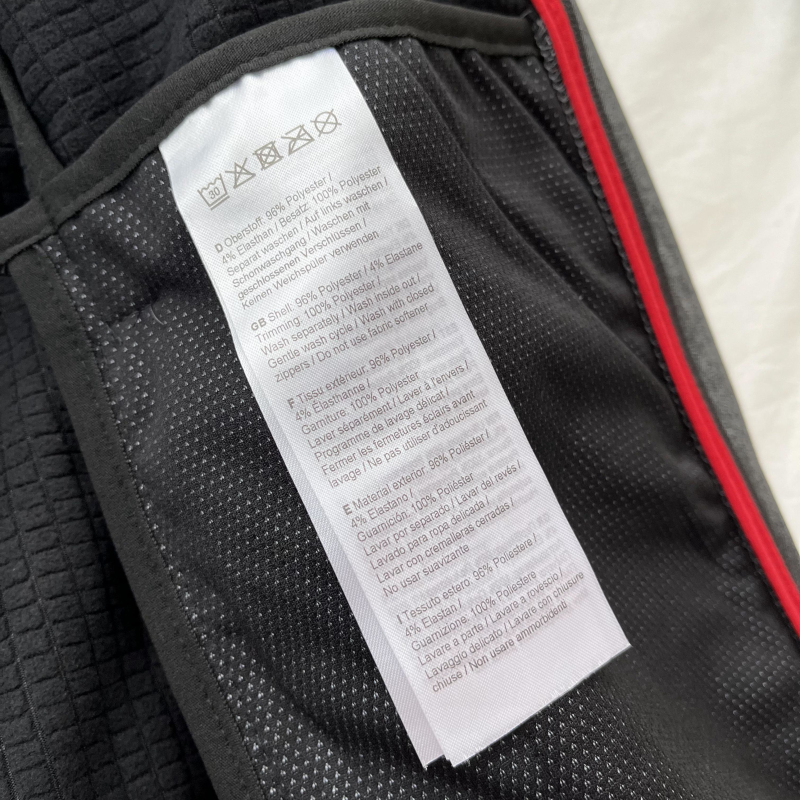 30
D Oberstoff: 96% Polyester /
4% Elasthan / Besatz: 100% Polyester
Separat waschen / Auf links waschen /
Schonwaschgang / Waschen mit
geschlossenen Verschlüssen /
Keinen Weichspüler verwenden
GB Shell: 96% Polyester / 4% Elastane
Trimming: 100% Polyester /
Wash separately / Wash inside out /
Gentle wash cycle / Wash with closed
zippers / Do not use fabric softener
F Tissu extérieur: 96% Polyester /
4% Elasthanne /
Garniture: 100% Polyester
Laver séparément / Laver à l'envers /
Programme de lavage délicat /
Fermer les fermetures éclairs avant
lavage / Ne pas utiliser d'adoucissant
E Material exterior: 96% Poliéster /
4% Elastano /
Guarnición: 100% Poliéster
Lavar por separado / Lavar del revés /
Lavado para ropa delicada /
Lavar con cremalleras cerradas /
No usar suavizante
I Tessuto estero: 96% Poliestere /
4% Elastan /
Guarnizione: 100% Poliestere
Lavare a parte / Lavare a rovescio /
Lavaggio delicato / Lavare con chiusure
chiuse / Non usare ammorbidenti